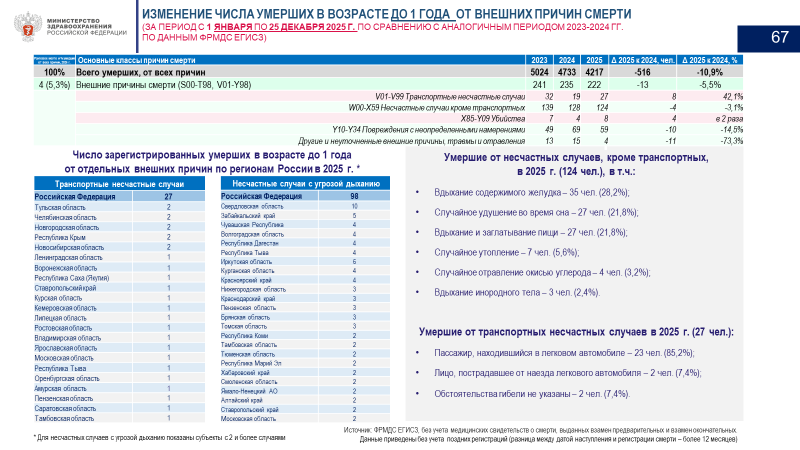 МИНИСТЕРСТВО
ЗДРАВООХРАНЕНИЯ
РОССИЙСКОЙ ФЕДЕРАЦИИ
ИЗМЕНЕНИЕ ЧИСЛА УМЕРШИХ В ВОЗРАСТЕ ДО 1 ГОДА ОТ ВНЕШНИХ ПРИЧИН СМЕРТИ
(ЗА ПЕРИОД С 1 ЯНВАРЯ ПО 25 ДЕКАБРЯ 2025 Г. ПО СРАВНЕНИЮ С АНАЛОГИЧНЫМ ПЕРИОДОМ 2023-2024 ГГ.
ПО ДАННЫМ ФРМДС ЕГИСЗ)
67
Основные классы причин смерти 2023 2024 2025 Δ 2025 к 2024, чел. Δ 2025 к 2024, %
100% Всего умерших, от всех причин 5024 4733 4217 -516 -10,9%
4 (5,3%) Внешние причины смерти (S00-T98, V01-Y98) 241 235 222 -13 -5,5%
V01-V99 Транспортные несчастные случаи 32 19 27 8 42,1%
W00-X59 Несчастные случаи кроме транспортных 139 128 124 -4 -3,1%
X85-Y09 Убийства 7 4 8 4 в 2 раза
Y10-Y34 Повреждения с неопределенными намерениями 49 69 59 -10 -14,5%
Другие и неуточненные внешние причины, травмы и отравления 13 15 4 -11 -73,3%
Число зарегистрированных умерших в возрасте до 1 года
от отдельных внешних причин по регионам России в 2025 г. *
Транспортные несчастные случаи
Российская Федерация 27
Тульская область 2
Челябинская область 2
Новгородская область 2
Республика Крым 2
Новосибирская область 2
Ленинградская область 1
Воронежская область 1
Республика Саха (Якутия) 1
Ставропольский край 1
Курская область 1
Кемеровская область 1
Липецкая область 1
Ростовская область 1
Владимирская область 1
Ярославская область 1
Московская область 1
Республика Тыва 1
Оренбургская область 1
Амурская область 1
Пензенская область 1
Саратовская область 1
Тамбовская область 1
Несчастные случаи с угрозой дыханию
Российская Федерация 98
Свердловская область 10
Забайкальский край 5
Чувашская Республика 4
Волгоградская область 4
Республика Дагестан 4
Республика Тыва 4
Иркутская область 6
Курганская область 4
Красноярский край 4
Нижегородская область 3
Краснодарский край 3
Пензенская область 3
Брянская область 3
Томская область 3
Республика Коми 2
Тамбовская область 2
Тюменская область 2
Республика Марий Эл 2
Хабаровский край 2
Смоленская область 2
Ямало-Ненецкий АО 2
Алтайский край 2
Ставропольский край 2
Московская область 2
Умершие от несчастных случаев, кроме транспортных,
в 2025 г. (124 чел.), в т.ч.:
• Вдыхание содержимого желудка – 35 чел. (28,2%);
• Случайное удушение во время сна – 27 чел. (21,8%);
• Вдыхание и заглатывание пищи – 27 чел. (21,8%);
• Случайное утопление – 7 чел. (5,6%);
• Случайное отравление окисью углерода – 4 чел. (3,2%);
• Вдыхание инородного тела – 3 чел. (2,4%).
Умершие от транспортных несчастных случаев в 2025 г. (27 чел.):
• Пассажир, находившийся в легковом автомобиле – 23 чел. (85,2%);
• Лицо, пострадавшее от наезда легкового автомобиля – 2 чел. (7,4%);
• Обстоятельства гибели не указаны – 2 чел. (7,4%).
Источник: ФРМДС ЕГИСЗ, без учета медицинских свидетельств о смерти, выданных взамен предварительных и взамен окончательных.
* Для несчастных случаев с угрозой дыханию показаны субъекты с 2 и более случаями
Данные приведены без учета поздних регистраций (разница между датой наступления и регистрации смерти – более 12 месяцев)